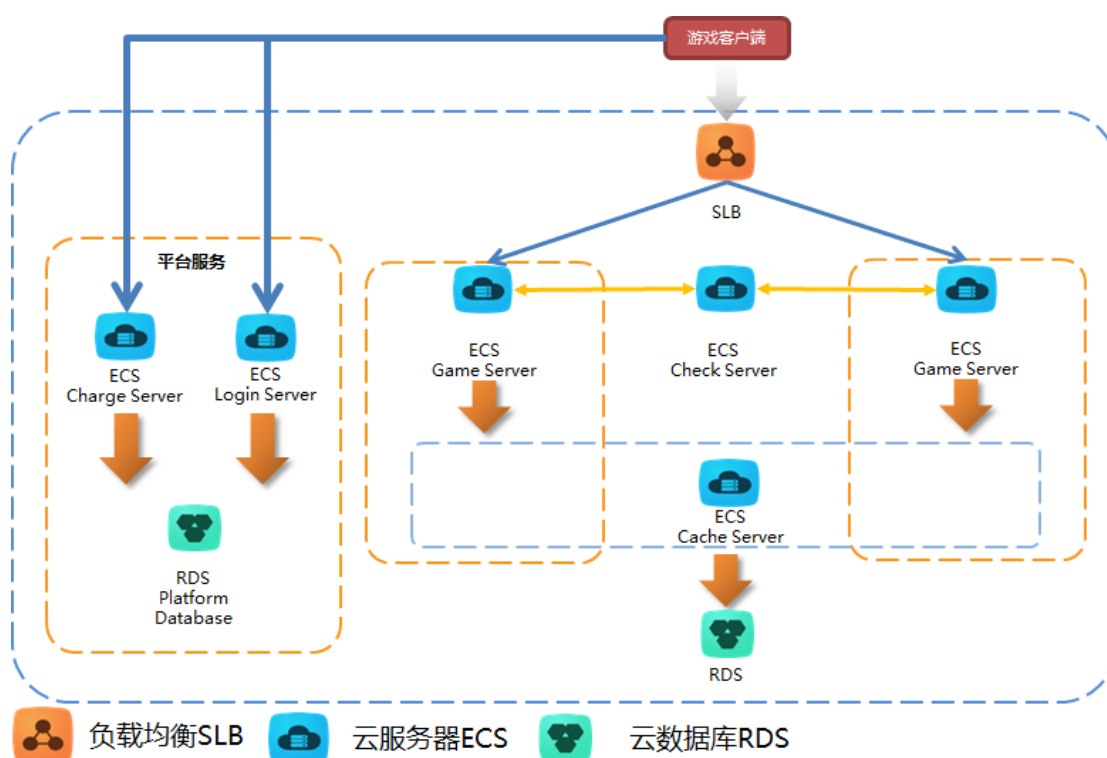 游戏客户端
SLB
平台服务
ECS
Charge Server
ECS
Login Server
RDS
Platform
Database
ECS
Game Server
ECS
Check Server
ECS
Game Server
ECS
Cache Server
RDS
负载均衡SLB
云服务器ECS
云数据库RDS